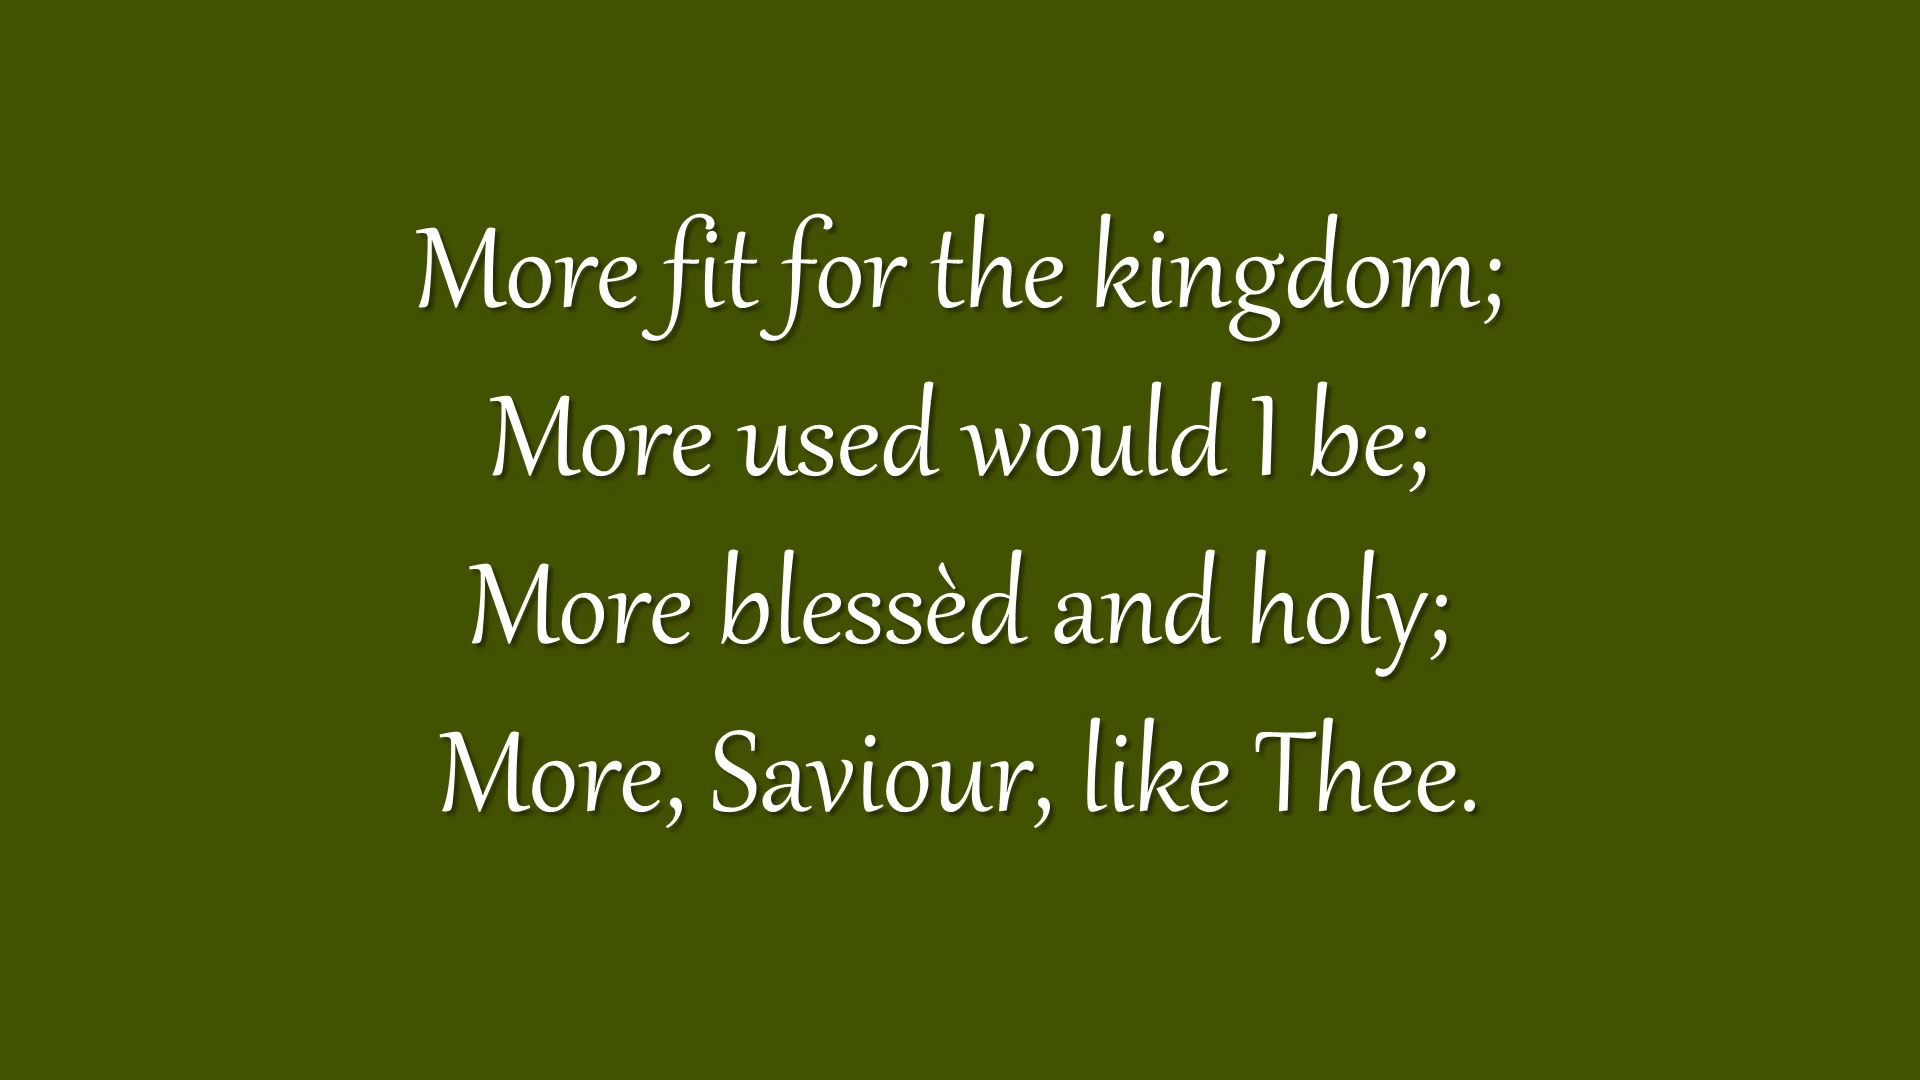 More fit for the kingdom;
More used would I be;
More blessèd and holy;
More, Saviour, like Thee.